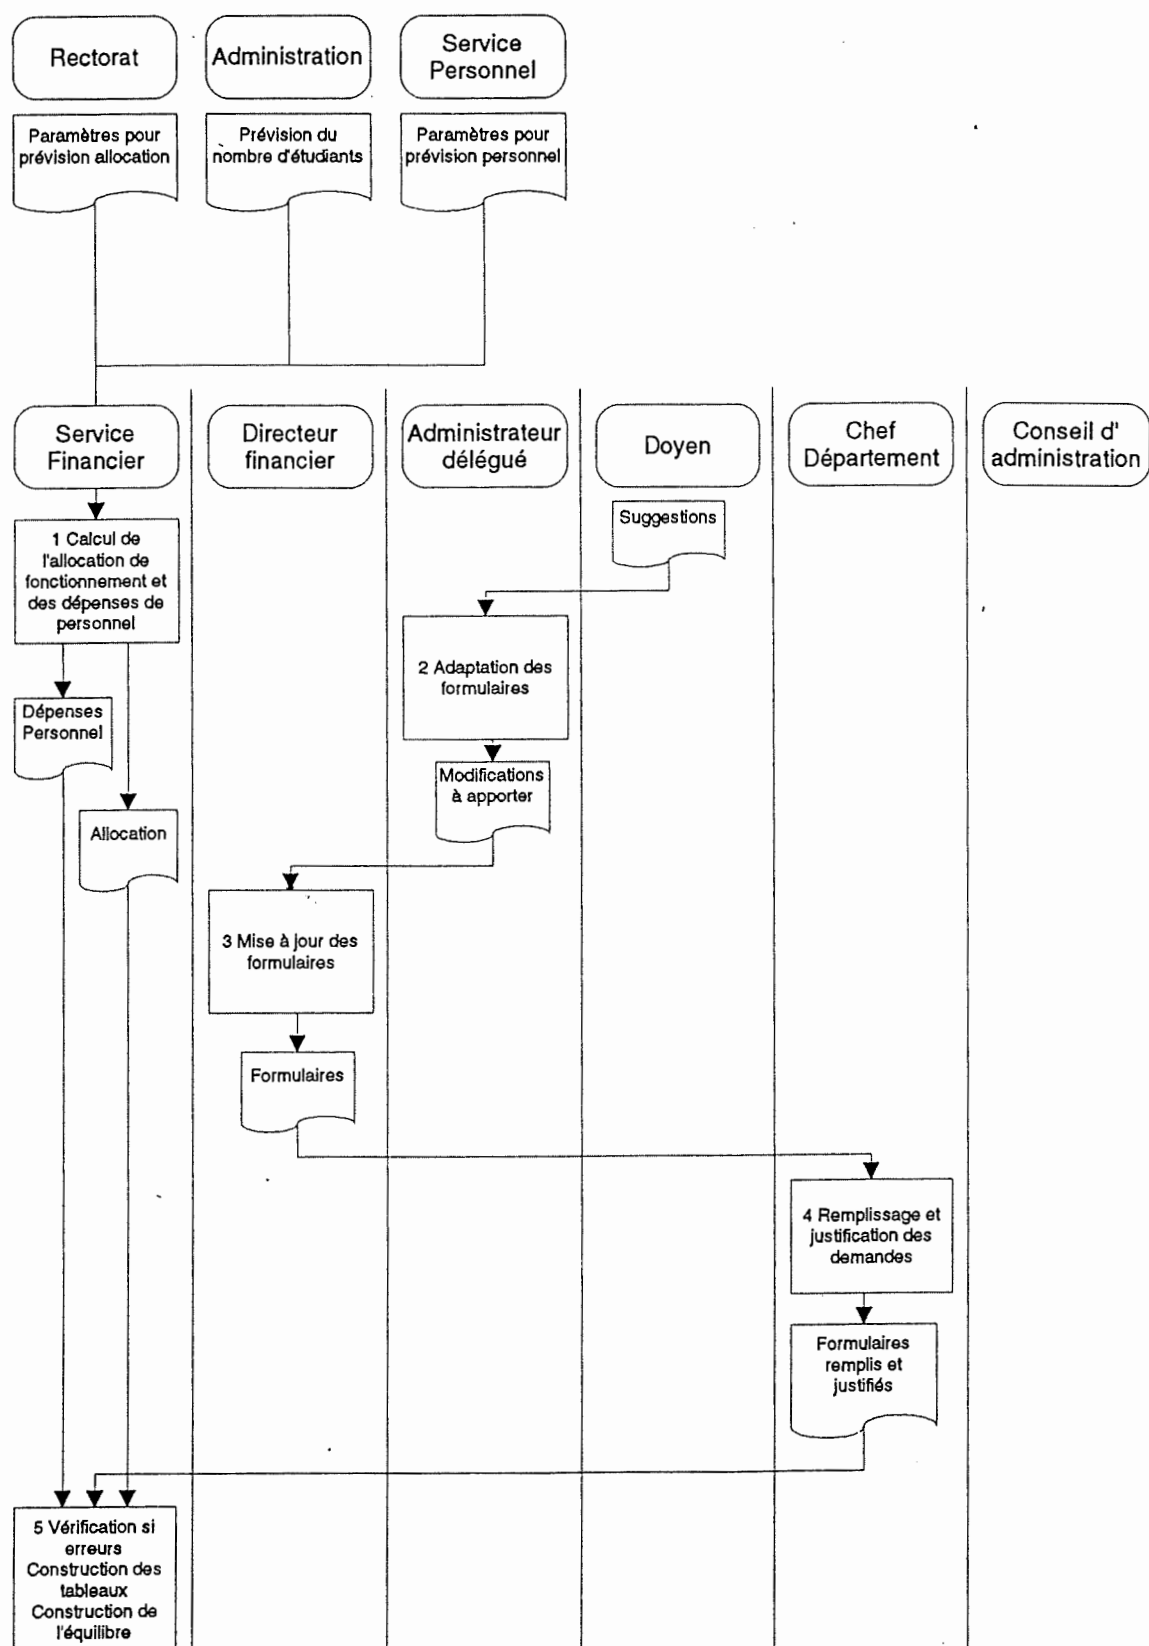 Rectorat
Administration
Service
Personnel
Paramètres pour
prévision allocation
Prévision du
nombre d'étudiants
Paramètres pour
prévision personnel
Service
Financier
Directeur
financier
Administrateur
délégué
Doyen
Chef
Département
Conseil d'
administration
Suggestions
1 Calcul de
l'allocation de
fonctionnement et
des dépenses de
personnel
2 Adaptation des
formulaires
Dépenses
Personnel
Modifications
à apporter
Allocation
3 Mise à jour des
formulaires
Formulaires
4 Remplissage et
justification des
demandes
Formulaires
remplis et
justifiés
5 Vérification si
erreurs
Construction des
tableaux
Construction de
l'équilibre